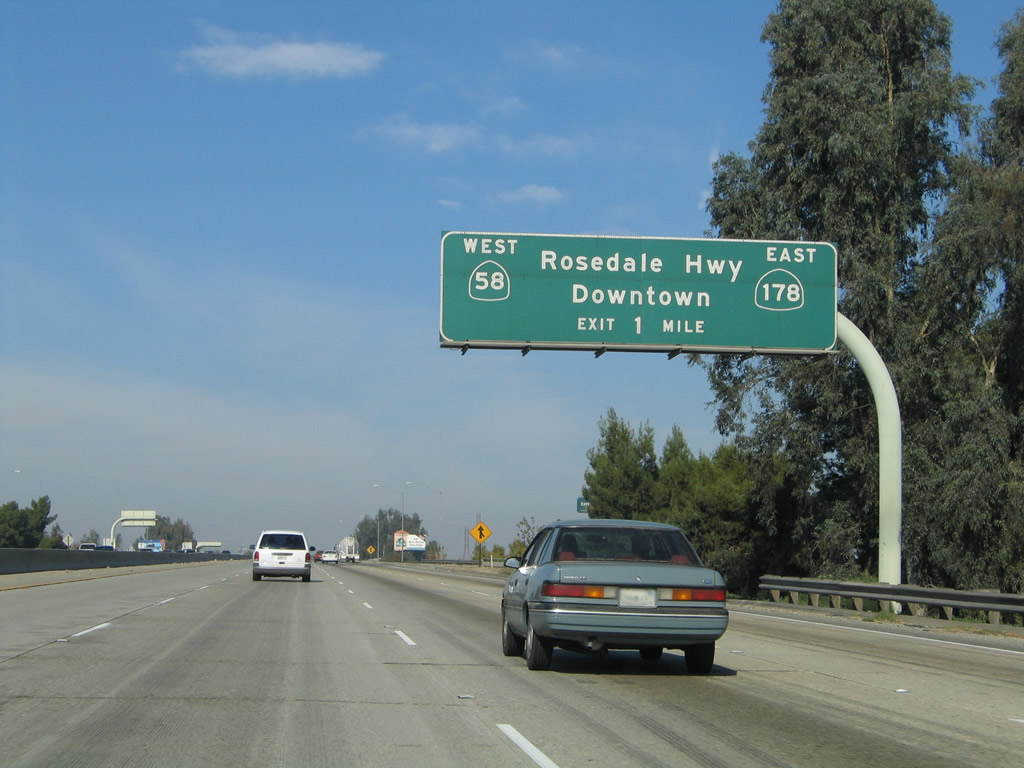 WEST Rosedale Hwy EAST
58 Downtown 178
EXIT 1 MILE